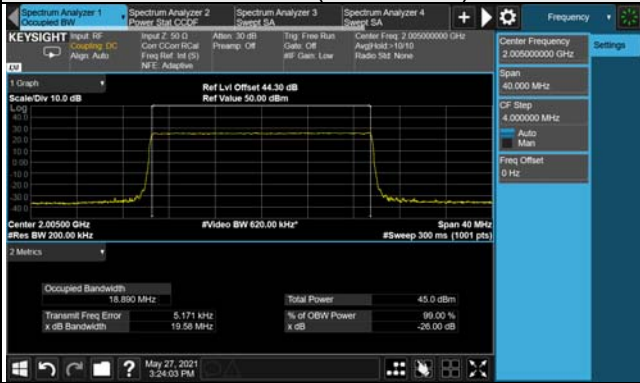 Spectrum Analyzer 1
Occupied BW
Spectrum Analyzer 2
Power Stat CCDF
Spectrum Analyzer 3
Swept SA
Spectrum Analyzer 4
Swept SA
Frequency
KEYSIGHT
Input: RF
Coupling: DC
Align: Auto
Input Z: 50 Ω
Corr CCorr RCal
Freq Ref: Int (S)
NFE: Adaptive
Atten: 30 dB
Preamp: Off
Trig: Free Run
Gate: Off
#IF Gain: Low
Center Freq: 2.005000000 GHz
Avg|Hold:>10/10
Radio Std: None
LXI
1 Graph
Scale/Div 10.0 dB
Ref Lvl Offset 44.30 dB
Ref Value 50.00 dBm
Log
40.0
30.0
20.0
10.0
0.00
-10.0
-20.0
-30.0
-40.0
Center 2.00500 GHz
#Res BW 200.00 kHz
#Video BW 620.00 kHz*
Span 40 MHz
#Sweep 300 ms (1001 pts)
2 Metrics
Occupied Bandwidth
18.890 MHz
Total Power
45.0 dBm
Transmit Freq Error
5.171 kHz
% of OBW Power
99.00 %
x dB Bandwidth
19.58 MHz
x dB
-26.00 dB
Center Frequency
2.005000000 GHz
Settings
Span
40.000 MHz
CF Step
4.000000 MHz
Auto
Man
Freq Offset
0 Hz
May 27, 2021
3:24:03 PM